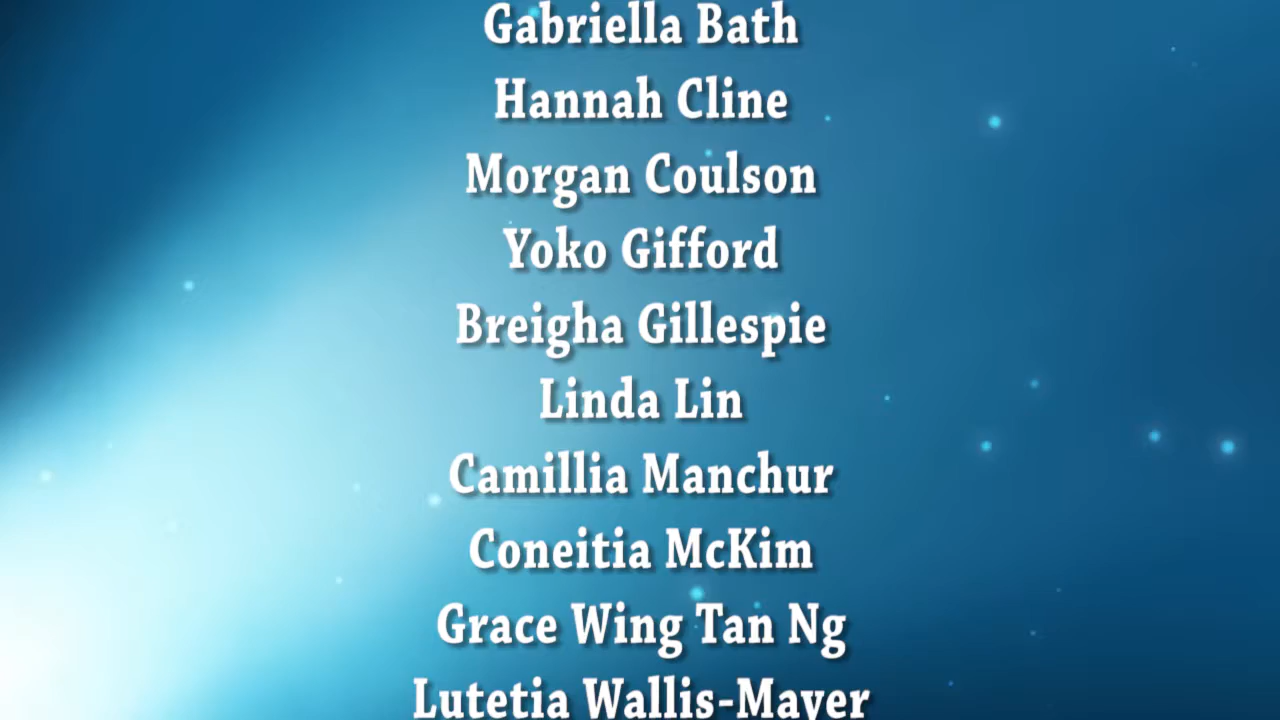 Gabriella Bath
Hannah Cline
Morgan Coulson
Yoko Gifford
Breigha Gillespie
Linda Lin
Camillia Manchur
Coneitia McKim
Grace Wing Tan Ng
Lutetia Wallis-Mayer